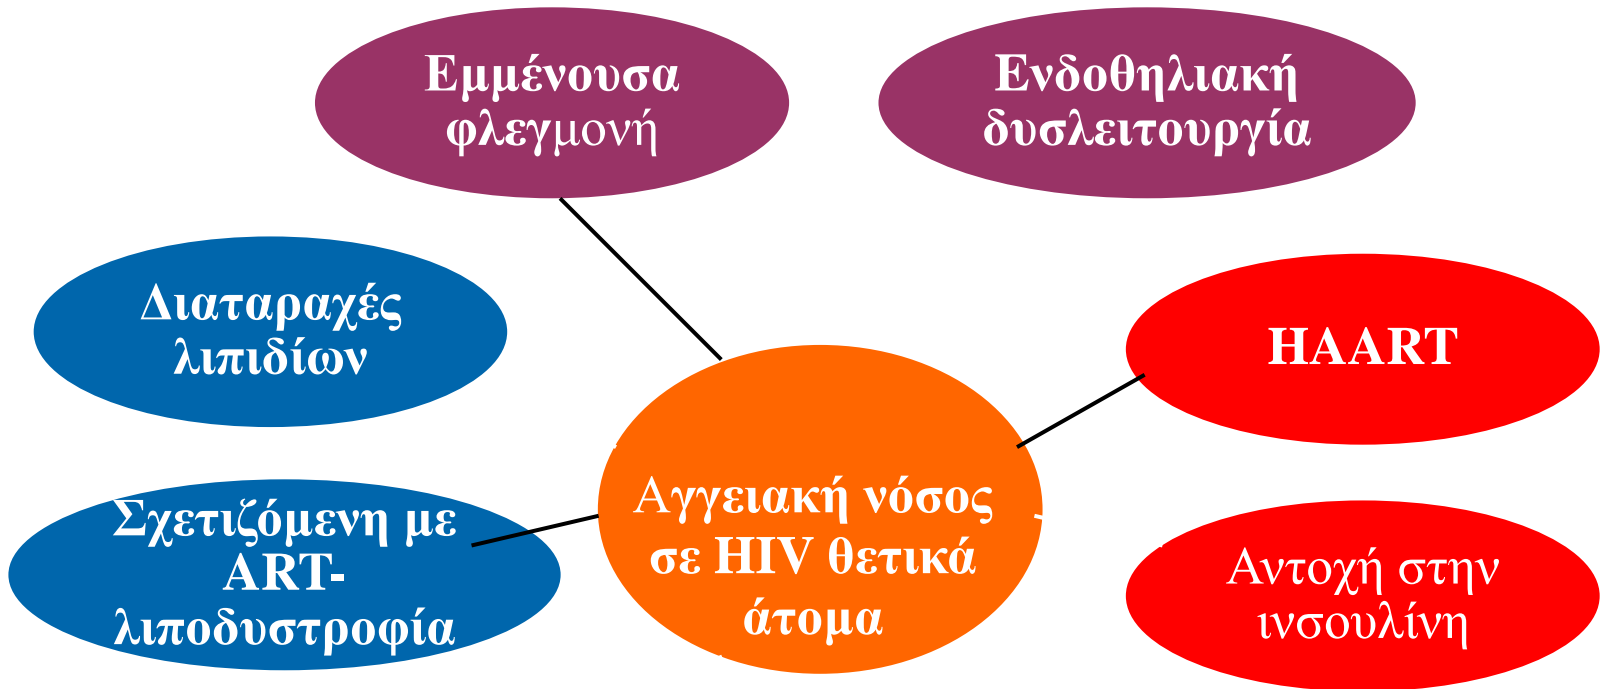 Εμμένουσα
φλεγμονή
Ενδοθηλιακή
δυσλειτουργία
Διαταραχές
λιπιδίων
HAART
Σχετιζόμενη με
ART-
λιποδυστροφία
Αγγειακή νόσος
σε HIV θετικά
άτομα
Αντοχή στην
ινσουλίνη